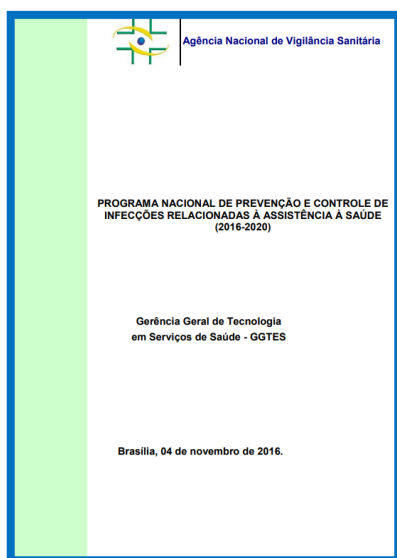 Agência Nacional de Vigilância Sanitária
PROGRAMA NACIONAL DE PREVENÇÃO E CONTROLE DE
INFECÇÕES RELACIONADAS À ASSISTÊNCIA À SAÚDE
(2016-2020)
Gerência Geral de Tecnologia
em Serviços de Saúde - GGTES
Brasília, 04 de novembro de 2016.